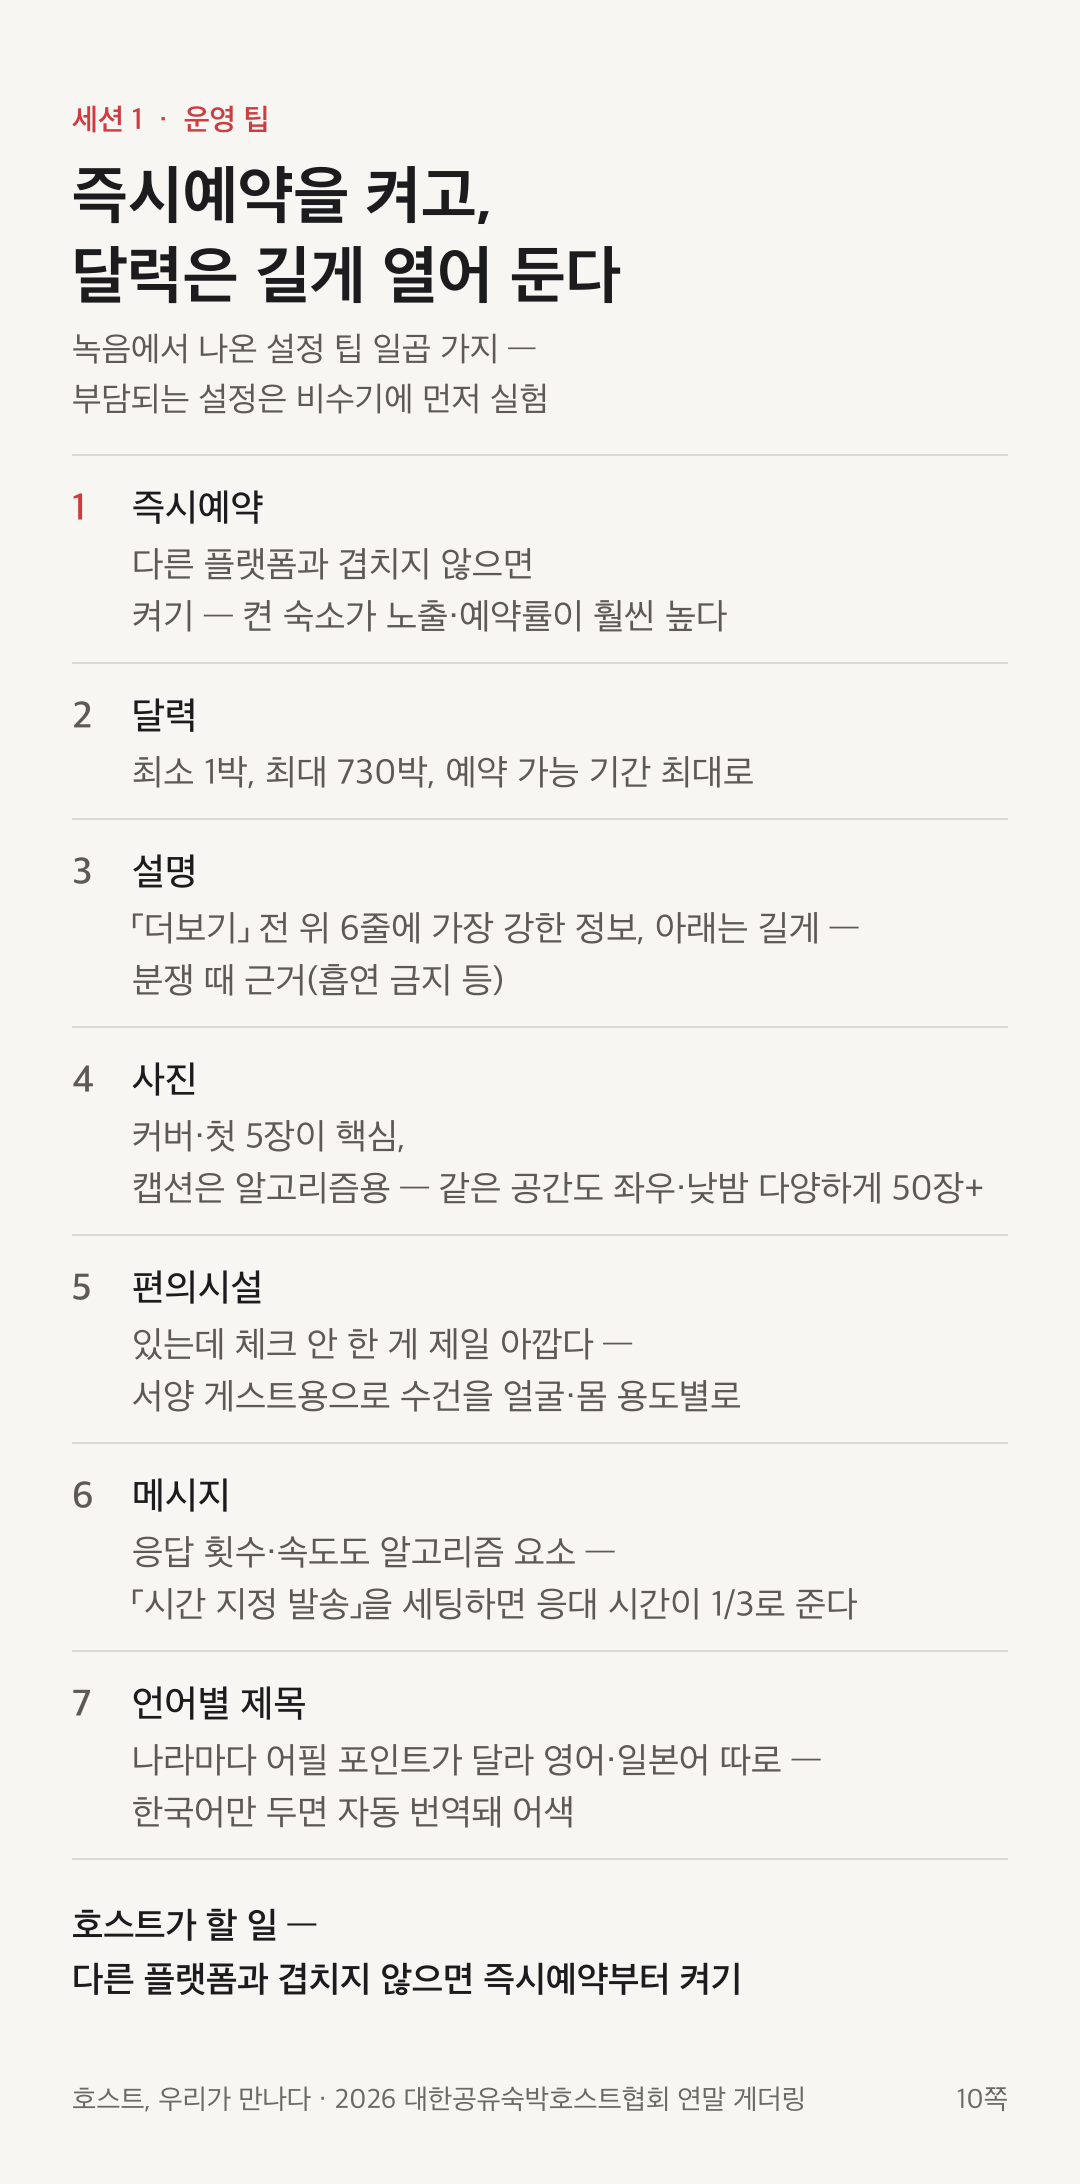 세션 1 · 운영 팁
즉시예약을 켜고,
달력은 길게 열어 둔다
녹음에서 나온 설정 팁 일곱 가지 —
부담되는 설정은 비수기에 먼저 실험
1 즉시예약
다른 플랫폼과 겹치지 않으면
켜기 — 켠 숙소가 노출·예약률이 훨씬 높다
2 달력
최소 1박, 최대 730박, 예약 가능 기간 최대로
3 설명
「더보기」 전 위 6줄에 가장 강한 정보, 아래는 길게 —
분쟁 때 근거(흡연 금지 등)
4 사진
커버·첫 5장이 핵심,
캡션은 알고리즘용 — 같은 공간도 좌우·낮밤 다양하게 50장+
5 편의시설
있는데 체크 안 한 게 제일 아깝다 —
서양 게스트용으로 수건을 얼굴·몸 용도별로
6 메시지
응답 횟수·속도도 알고리즘 요소 —
「시간 지정 발송」을 세팅하면 응대 시간이 1/3로 준다
7 언어별 제목
나라마다 어필 포인트가 달라 영어·일본어 따로 —
한국어만 두면 자동 번역돼 어색
호스트가 할 일 —
다른 플랫폼과 겹치지 않으면 즉시예약부터 켜기
호스트, 우리가 만나다 · 2026 대한공유숙박호스트협회 연말 게더링 10쪽